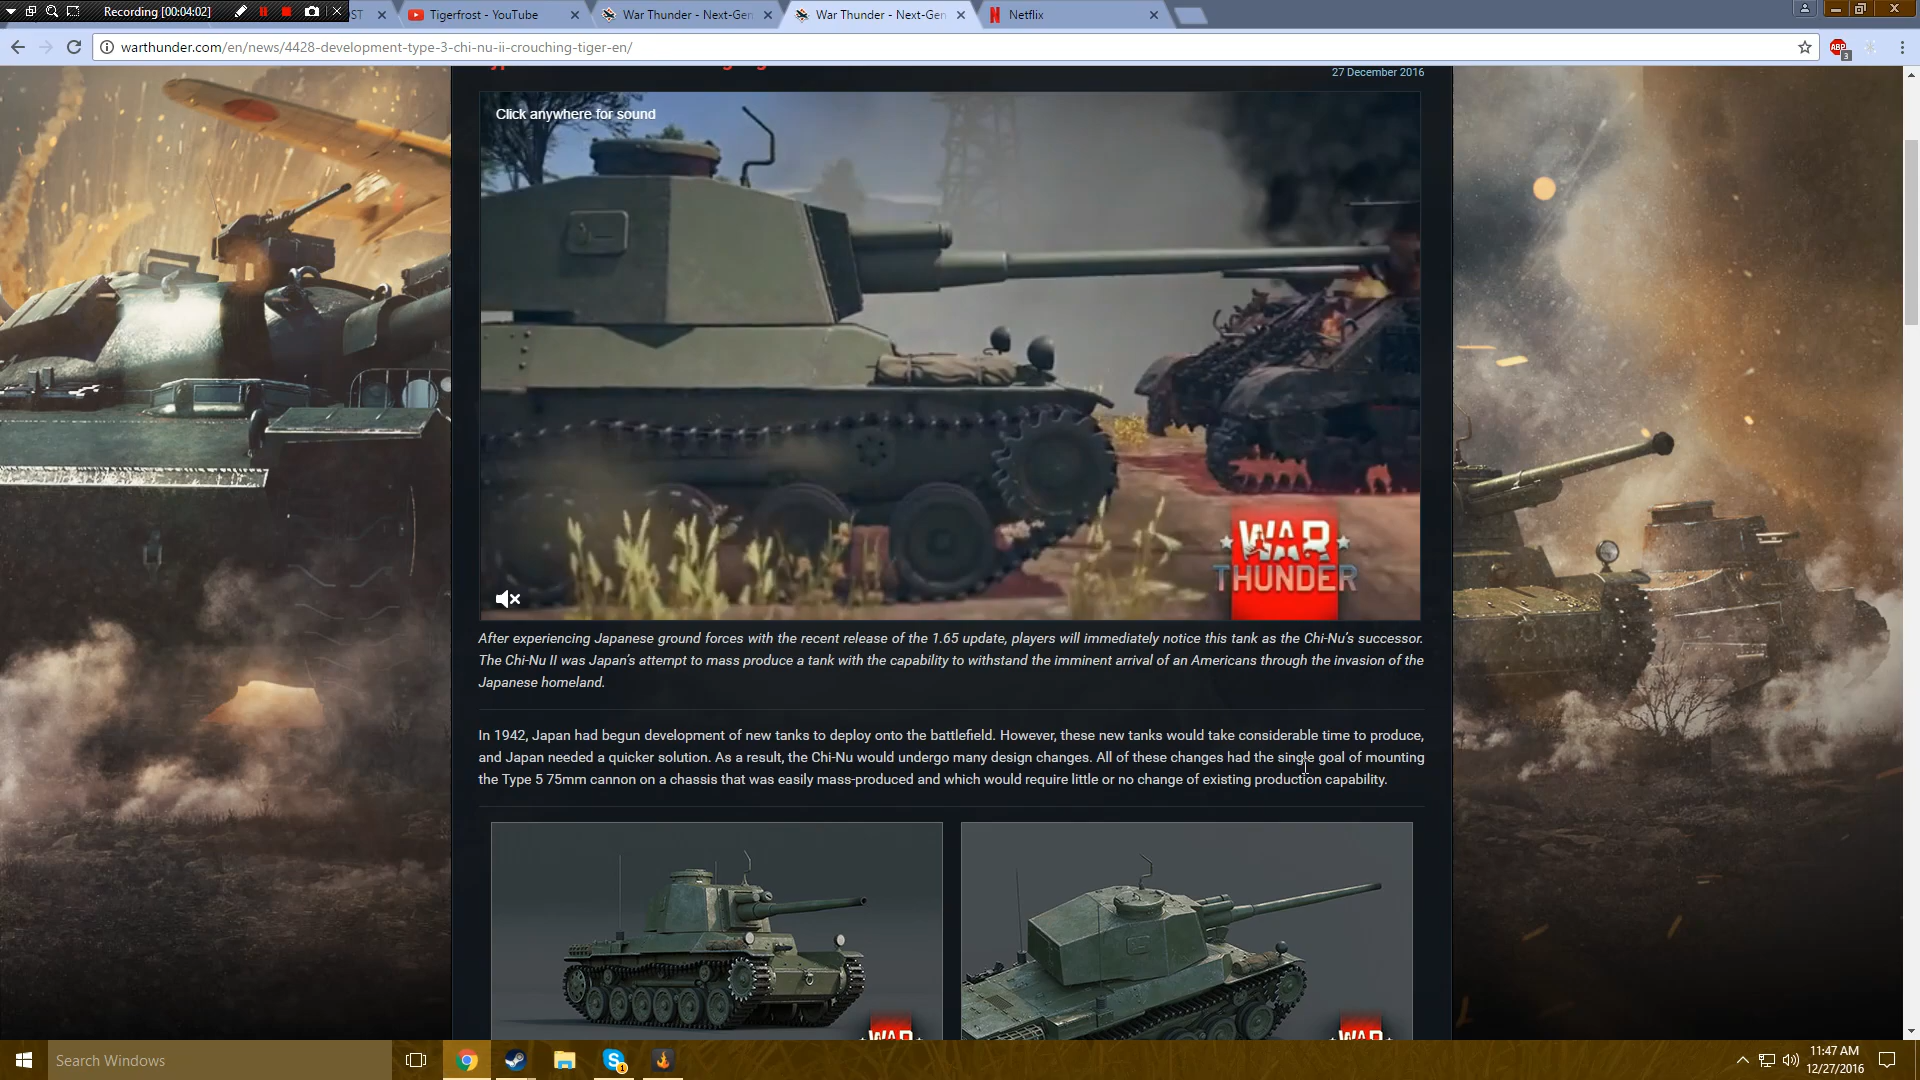 Recording [00:04:02]
ST
Tigerfrost - YouTube
War Thunder - Next-Gen
War Thunder - Next-Gen
Netflix
warthunder.com/en/news/4428-development-type-3-chi-nu-ii-crouching-tiger-en/
ABP
3
27 December 2016
Click anywhere for sound
WAR
THUNDER
After experiencing Japanese ground forces with the recent release of the 1.65 update, players will immediately notice this tank as the Chi-Nu's successor.
The Chi-Nu II was Japan's attempt to mass produce a tank with the capability to withstand the imminent arrival of an Americans through the invasion of the
Japanese homeland.
In 1942, Japan had begun development of new tanks to deploy onto the battlefield. However, these new tanks would take considerable time to produce,
and Japan needed a quicker solution. As a result, the Chi-Nu would undergo many design changes. All of these changes had the single goal of mounting
the Type 5 75mm cannon on a chassis that was easily mass-produced and which would require little or no change of existing production capability.
WAR
WAR
Search Windows
1
11:47 AM
12/27/2016